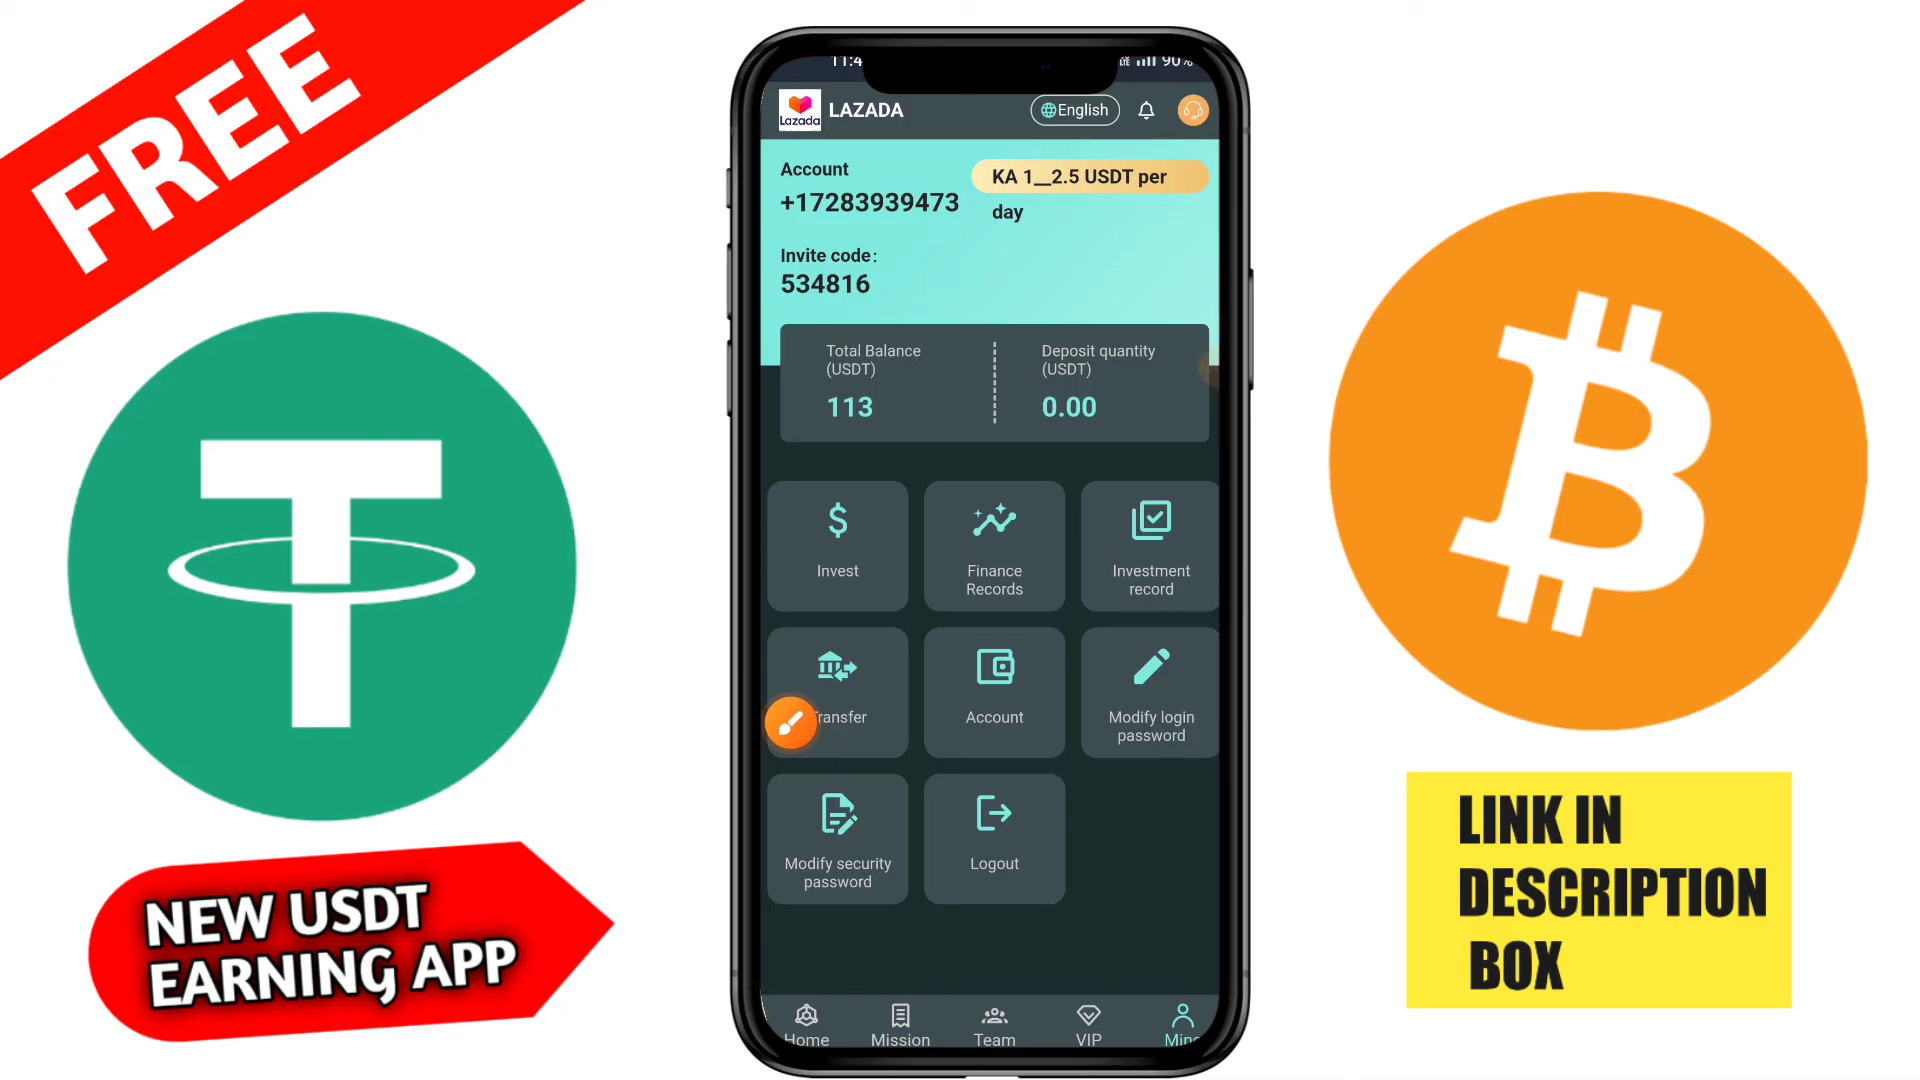 FREE
11:4
90%
Lazada
LAZADA
English
Account
KA 1__2.5 USDT per
day
+17283939473
Invite code:
534816
Total Balance
(USDT)
113
Deposit quantity
(USDT)
0.00
Invest
Finance
Records
Investment
record
ransfer
Account
Modify login
password
Modify security
password
Logout
Home
Mission
Team
VIP
Min
NEW USDT
EARNING APP
LINK IN
DESCRIPTION
BOX